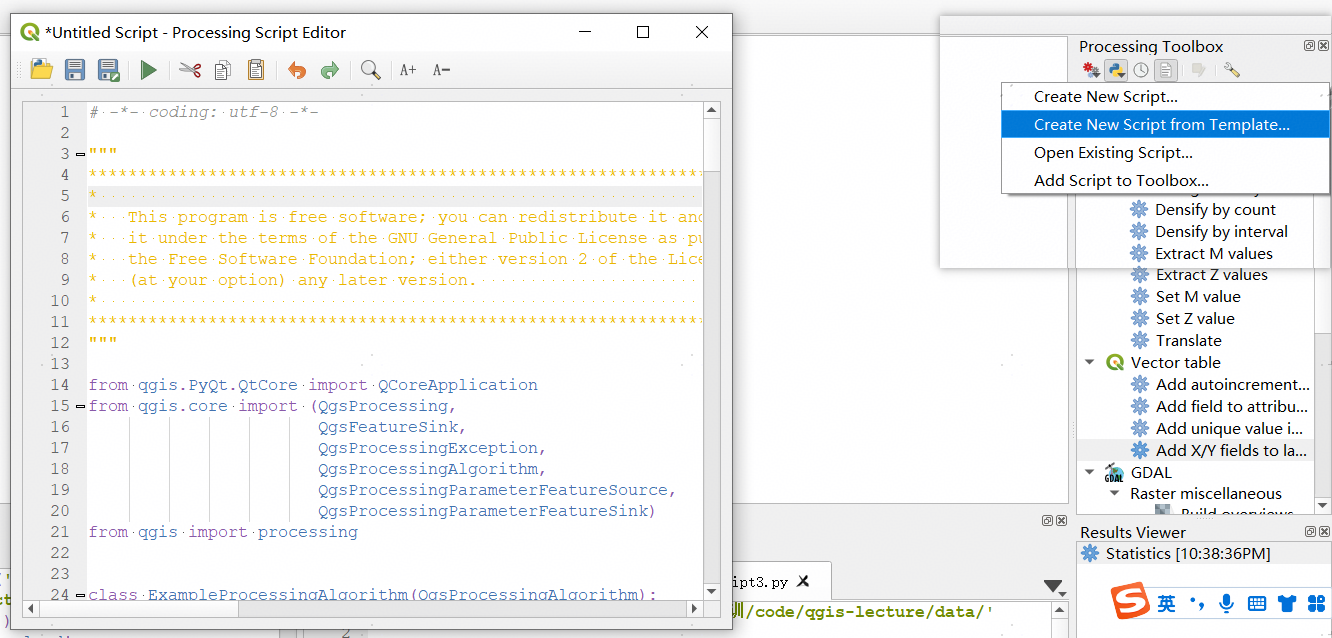 *Untitled Script - Processing Script Editor
A+ A-
1 # -*- coding: utf-8 -*-
2
3 """
4 **************************************************************
5 *
6 * This program is free software; you can redistribute it and
7 * it under the terms of the GNU General Public License as pu
8 * the Free Software Foundation; either version 2 of the Lice
9 * (at your option) any later version.
10 *
11 **************************************************************
12 """
13
14 from qgis.PyQt.QtCore import QCoreApplication
15 from qgis.core import (QgsProcessing,
16 QgsFeatureSink,
17 QgsProcessingException,
18 QgsProcessingAlgorithm,
19 QgsProcessingParameterFeatureSource,
20 QgsProcessingParameterFeatureSink)
21 from qgis import processing
22
23
24 class ExampleProcessingAlgorithm(QgsProcessingAlgorithm):
Processing Toolbox
Create New Script...
Create New Script from Template...
Open Existing Script...
Add Script to Toolbox...
Densify by count
Densify by interval
Extract M values
Extract Z values
Set M value
Set Z value
Translate
Vector table
Add autoincrement...
Add field to attribu...
Add unique value i...
Add X/Y fields to la...
GDAL
GDAL
Raster miscellaneous
Build overviews
Results Viewer
Statistics [10:38:36PM]
ipt3.py
/code/qgis-lecture/data/'
2
S 英